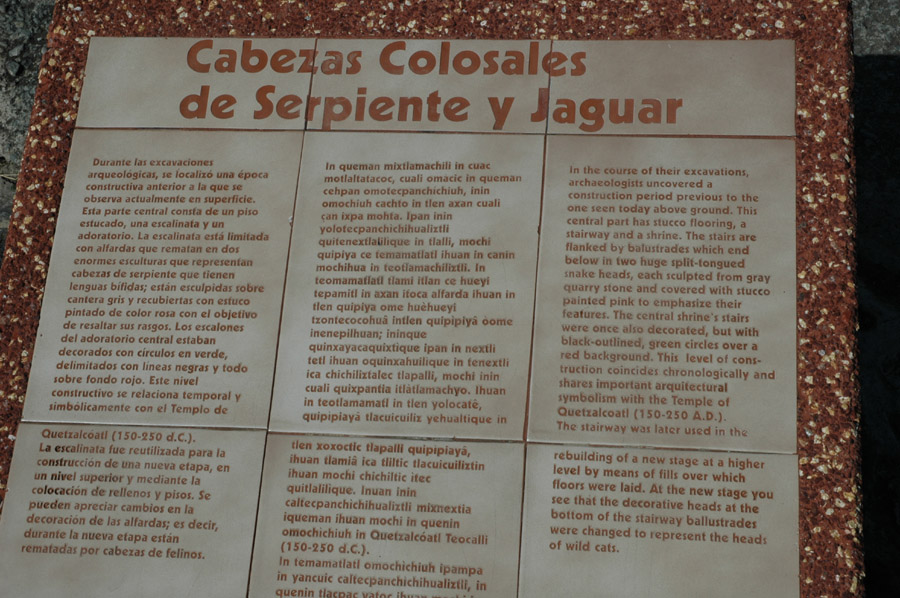 Cabezas Colosales
de Serpiente y Jaguar
Durante las excavaciones
arqueológicas, se localizó una época
constructiva anterior a la que se
observa actualmente en superficie.
Esta parte central consta de un piso
estucado, una escalinata y un
adoratorio. La escalinata está limitada
con alfardas que rematan en dos
enormes esculturas que representan
cabezas de serpiente que tienen
lenguas bífidas; están esculpidas sobre
cantera gris y recubiertas con estuco
pintado de color rosa con el objetivo
de resaltar sus rasgos. Los escalones
del adoratorio central estaban
decorados con círculos en verde,
delimitados con líneas negras y todo
sobre fondo rojo. Este nivel
constructivo se relaciona temporal y
simbólicamente con el Templo de
Quetzalcóatl (150-250 d.C.).
La escalinata fue reutilizada para la
construcción de una nueva etapa, en
un nivel superior y mediante la
colocación de rellenos y pisos. Se
pueden apreciar cambios en la
decoración de las alfardas; es decir,
durante la nueva etapa están
rematadas por cabezas de felinos.
In queman mixtlamachili in cuac
motlaltatacoc, cuali omacic in queman
cehpan omotecpanchichiuh, inin
omochiuh cachto in tlen axan cuali
can ixpa mohta. Ipan inin
yolotecpanchichihualiztli
quitenextlalilique in tlalli, mochi
quipiya ce temamatlatl ihuan in canin
mochihua in teotlamachiliztli. In
teomamatlatl tlami itlan ce hueyi
tepamitl in axan itoca alfarda ihuan in
tlen quipiya ome huehueyi
tzontecocohuã intlen quipipiyã oome
inenepilhuan; ininque
quinxayacaquixtique ipan in nextli
tetl ihuan oquinxahuilique in tenextli
ica chichilixtalec tlapalli, mochi inin
cuali quixpantia itlatlamachyo. Ihuan
in teotlamamatl in tlen yolocatè,
quipipiayà tlacuicuiliz yehualtique in
tlen xoxoctic tlapalli quipipiayà,
ihuan tlamiã ica tliltic tlacuicuilixtin
ihuan mochi chichiltic itec
quitlalilique. Inuan inin
caltecpanchichihualiztli mixnextia
iqueman ihuan mochi in quenin
omochichiuh in Quetzalcóatl Teocalli
(150-250 d.C.).
In temamatlatl omochichiuh ipampa
in yancuic caltecpanchichihualiztli, in
quenin tlacpac
In the course of their excavations,
archaeologists uncovered a
construction period previous to the
one seen today above ground. This
central part has stucco flooring, a
stairway and a shrine. The stairs are
flanked by balustrades which end
below in two huge split-tongued
snake heads, each sculpted from gray
quarry stone and covered with stucco
painted pink to emphasize their
features. The central shrine's stairs
were once also decorated, but with
black-outlined, green circles over a
red background. This level of cons-
truction coincides chronologically and
shares important arquitectural
symbolism with the Temple of
Quetzalcoatl (150-250 A.D.).
The stairway was later used in the
rebuilding of a new stage at a higher
level by means of fills over which
floors were laid. At the new stage you
see that the decorative heads at the
bottom of the stairway ballustrades
were changed to represent the heads
of wild cats.